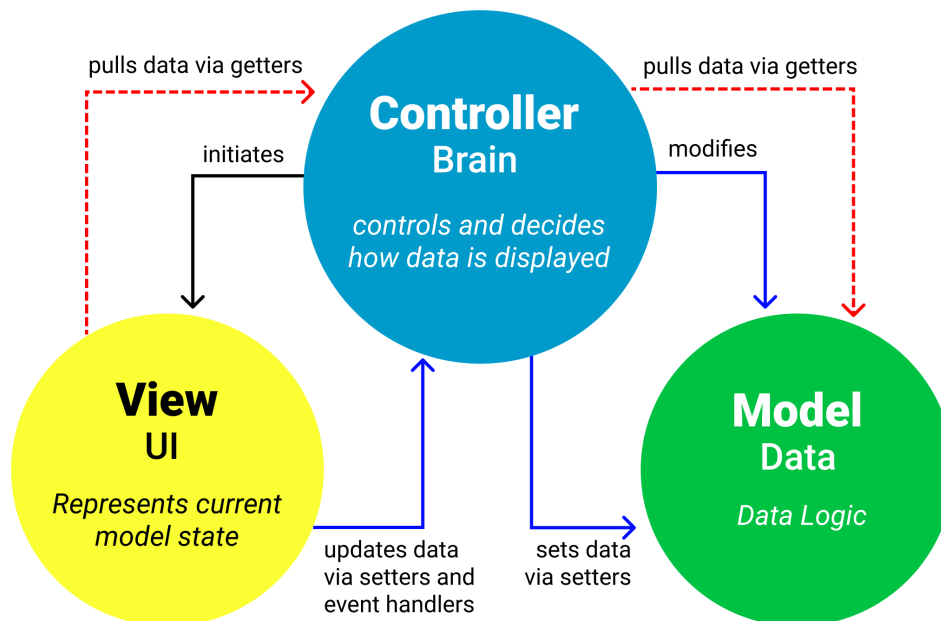 pulls data via getters
pulls data via getters
Controller
Brain
initiates
modifies
controls and decides
how data is displayed
View
UI
Represents current
model state
Model
Data
Data Logic
updates data
via setters and
event handlers
sets data
via setters